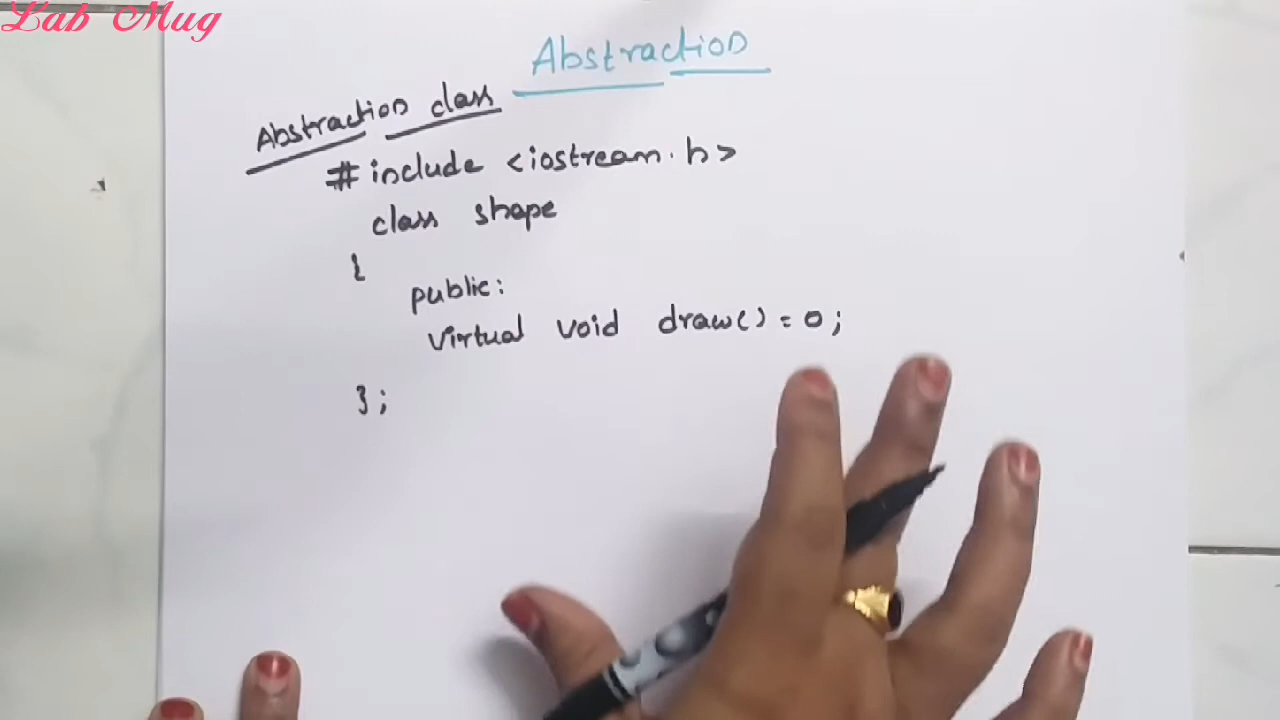 Lab Mug
Abstraction
Abstraction class
# include <iostream.h>
class shape
{
public:
virtual void draw() = 0;
};